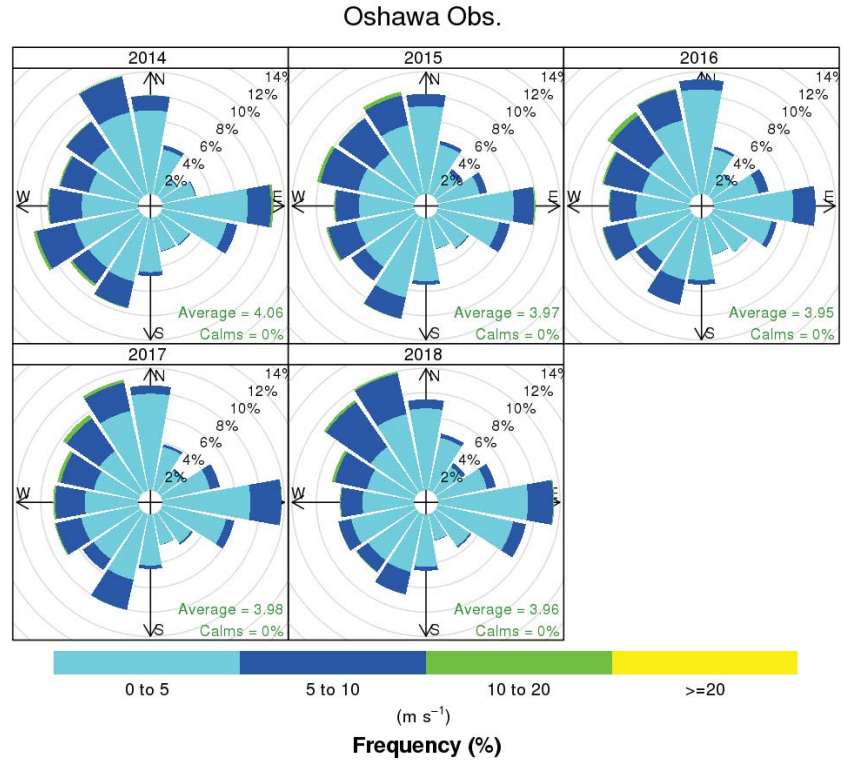 Oshawa Obs.
2014 2015 2016
N 14% N 14% N 14%
12% 12% 12%
10% 10% 10%
8% 8% 8%
6% 6% 6%
4% 4% 4%
2% 2% 2%
W E W E W E
S S S
Average = 4.06 Average = 3.97 Average = 3.95
Calms = 0% Calms = 0% Calms = 0%
2017 2018
N 14% N 14%
12% 12%
10% 10%
8% 8%
6% 6%
4% 4%
2% 2%
W W E
S S
Average = 3.98 Average = 3.96
Calms = 0% Calms = 0%
0 to 5 5 to 10 10 to 20 >=20
(m s⁻¹)
Frequency (%)